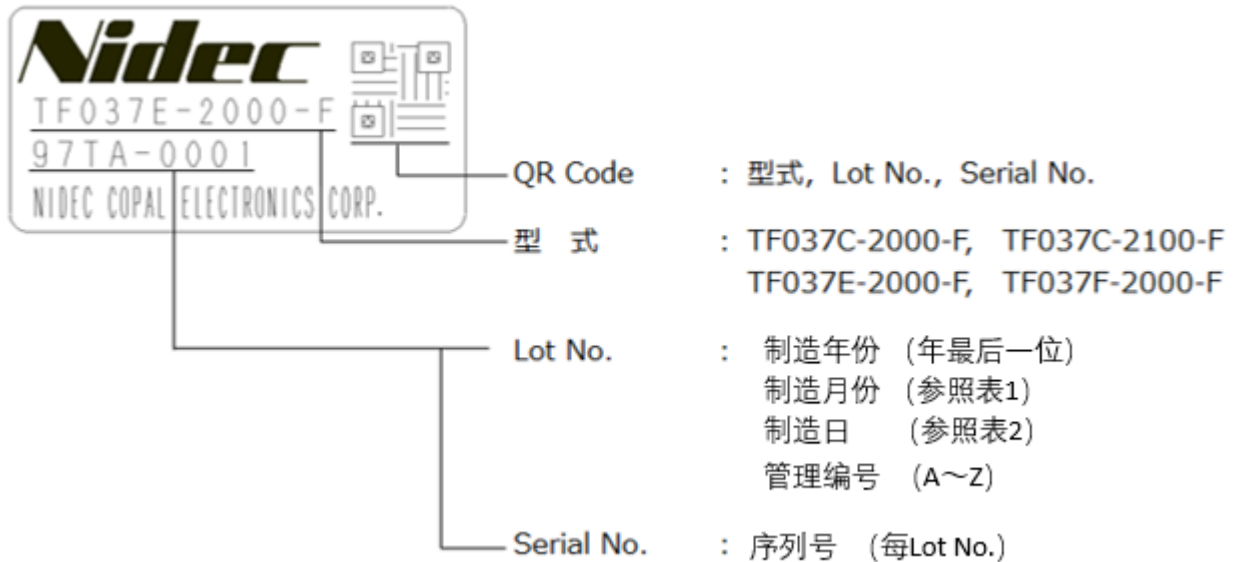 Nidec
TF037E-2000-F
97TA-0001
NIDEC COPAL ELECTRONICS CORP.
QR Code : 型式, Lot No., Serial No.
型 式 : TF037C-2000-F, TF037C-2100-F
TF037E-2000-F, TF037F-2000-F
Lot No. : 制造年份 (年最后一位)
制造月份 (参照表1)
制造日 (参照表2)
管理编号 (A～Z)
Serial No. : 序列号 (每Lot No.)